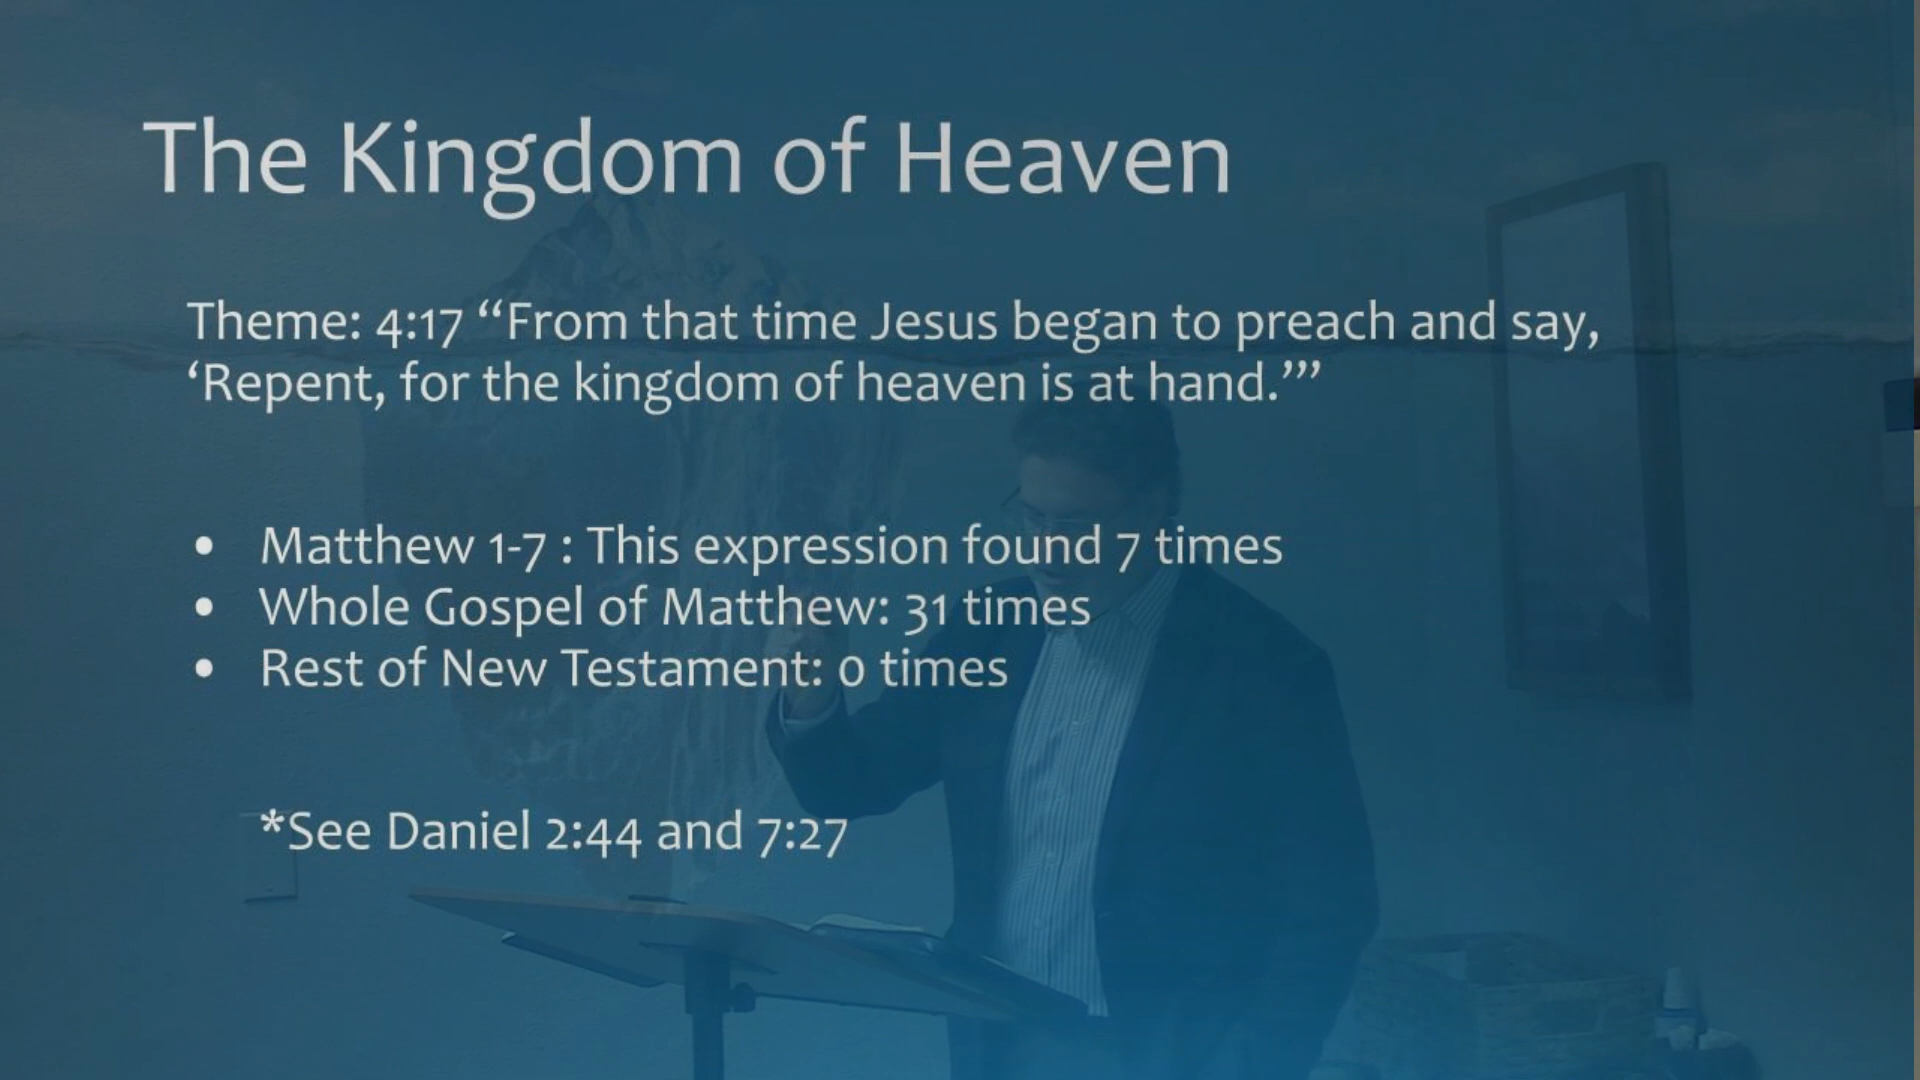 The Kingdom of Heaven
Theme: 4:17 “From that time Jesus began to preach and say,
‘Repent, for the kingdom of heaven is at hand.’”
• Matthew 1-7 : This expression found 7 times
• Whole Gospel of Matthew: 31 times
• Rest of New Testament: 0 times
*See Daniel 2:44 and 7:27